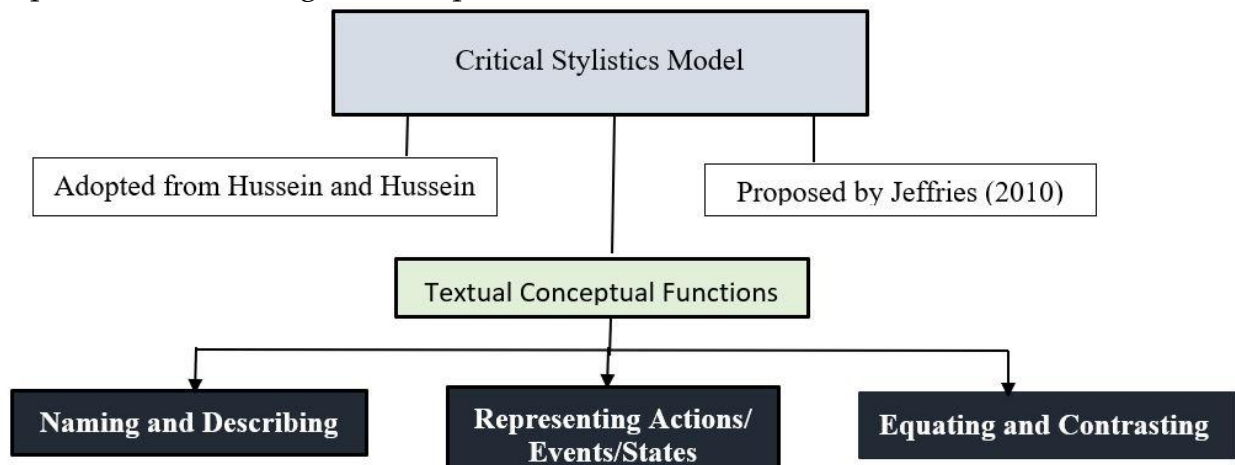 Critical Stylistics Model
Adopted from Hussein and Hussein
Proposed by Jeffries (2010)
Textual Conceptual Functions
Naming and Describing
Representing Actions/
Events/States
Equating and Contrasting